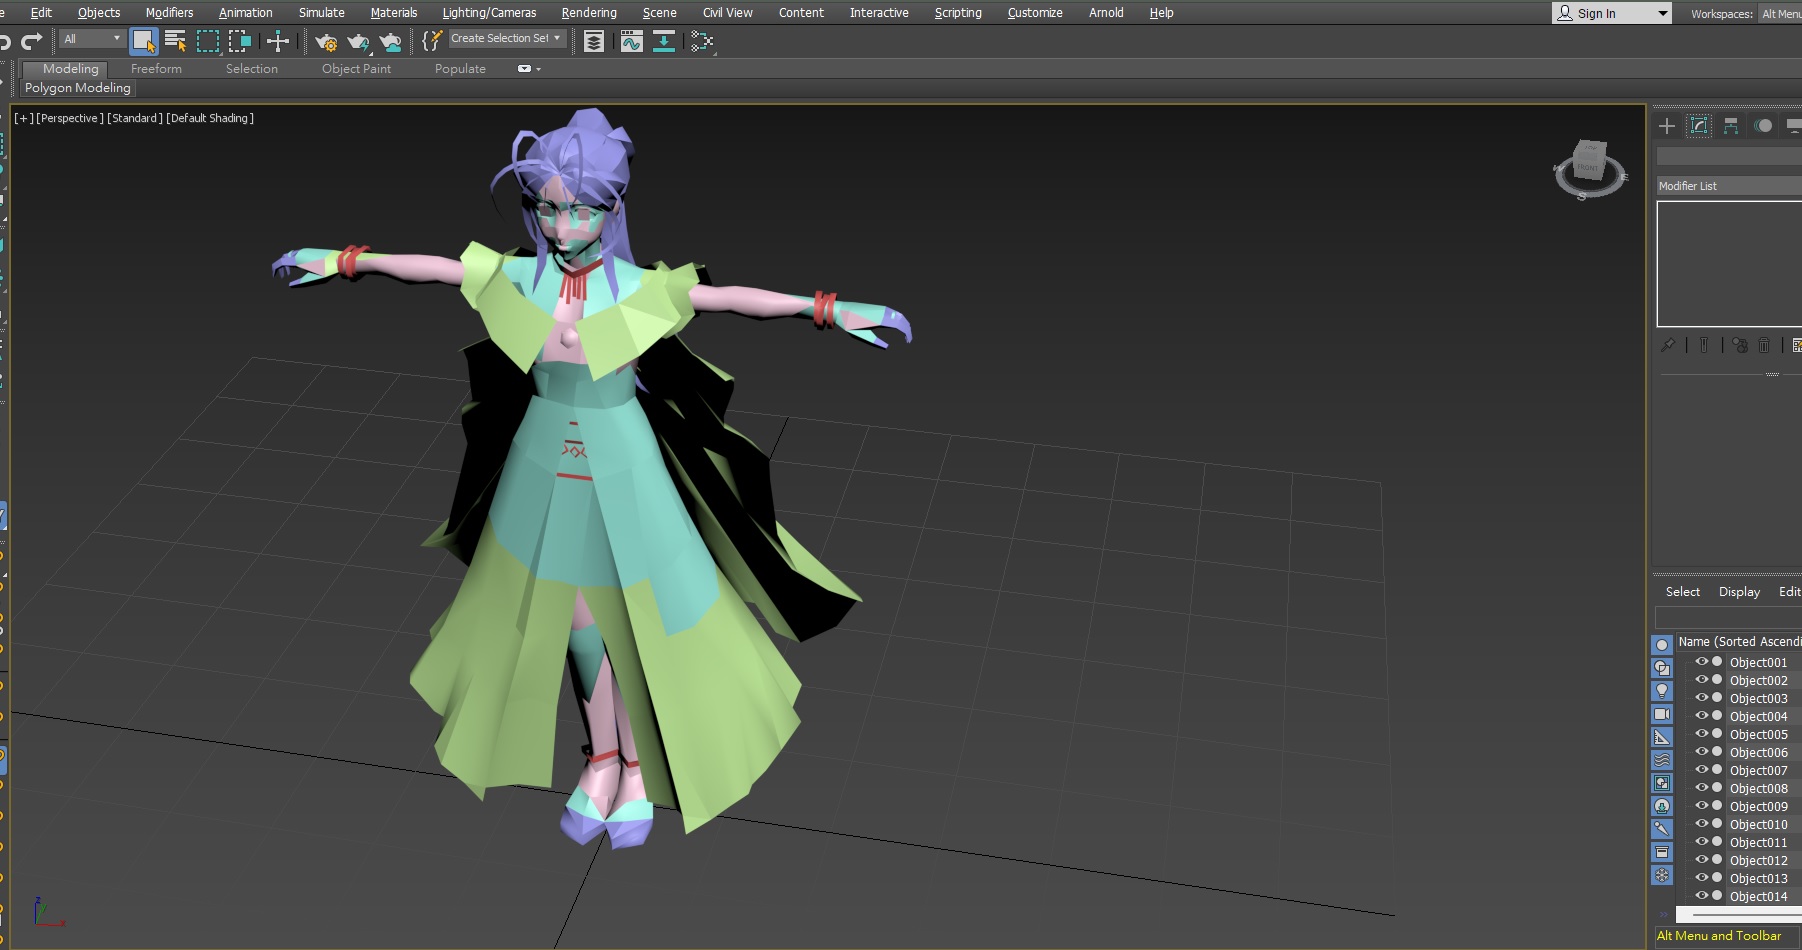 Edit Objects Modifiers Animation Simulate Materials Lighting/Cameras Rendering Scene Civil View Content Interactive Scripting Customize Arnold Help Sign In Workspaces: Alt Menu
All Create Selection Set
Modeling Freeform Selection Object Paint Populate
Polygon Modeling
[+] [Perspective ] [Standard ] [Default Shading ]
FRONT
S
E
Modifier List
Select Display Edit
Name (Sorted Ascendi
Object001
Object002
Object003
Object004
Object005
Object006
Object007
Object008
Object009
Object010
Object011
Object012
Object013
Object014
z
x
Alt Menu and Toolbar